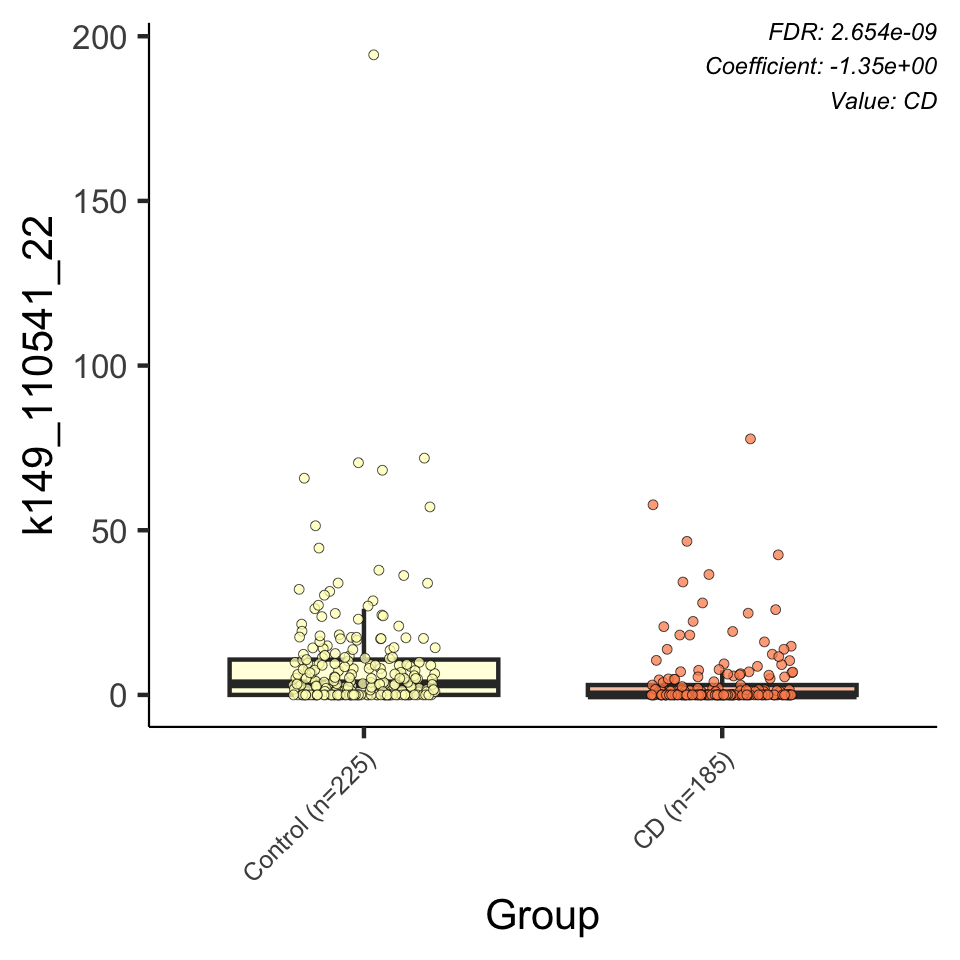 FDR: 2.654e-09
Coefficient: -1.35e+00
Value: CD
k149_110541_22
200
150
100
50
0
Control (n=225)
CD (n=185)
Group